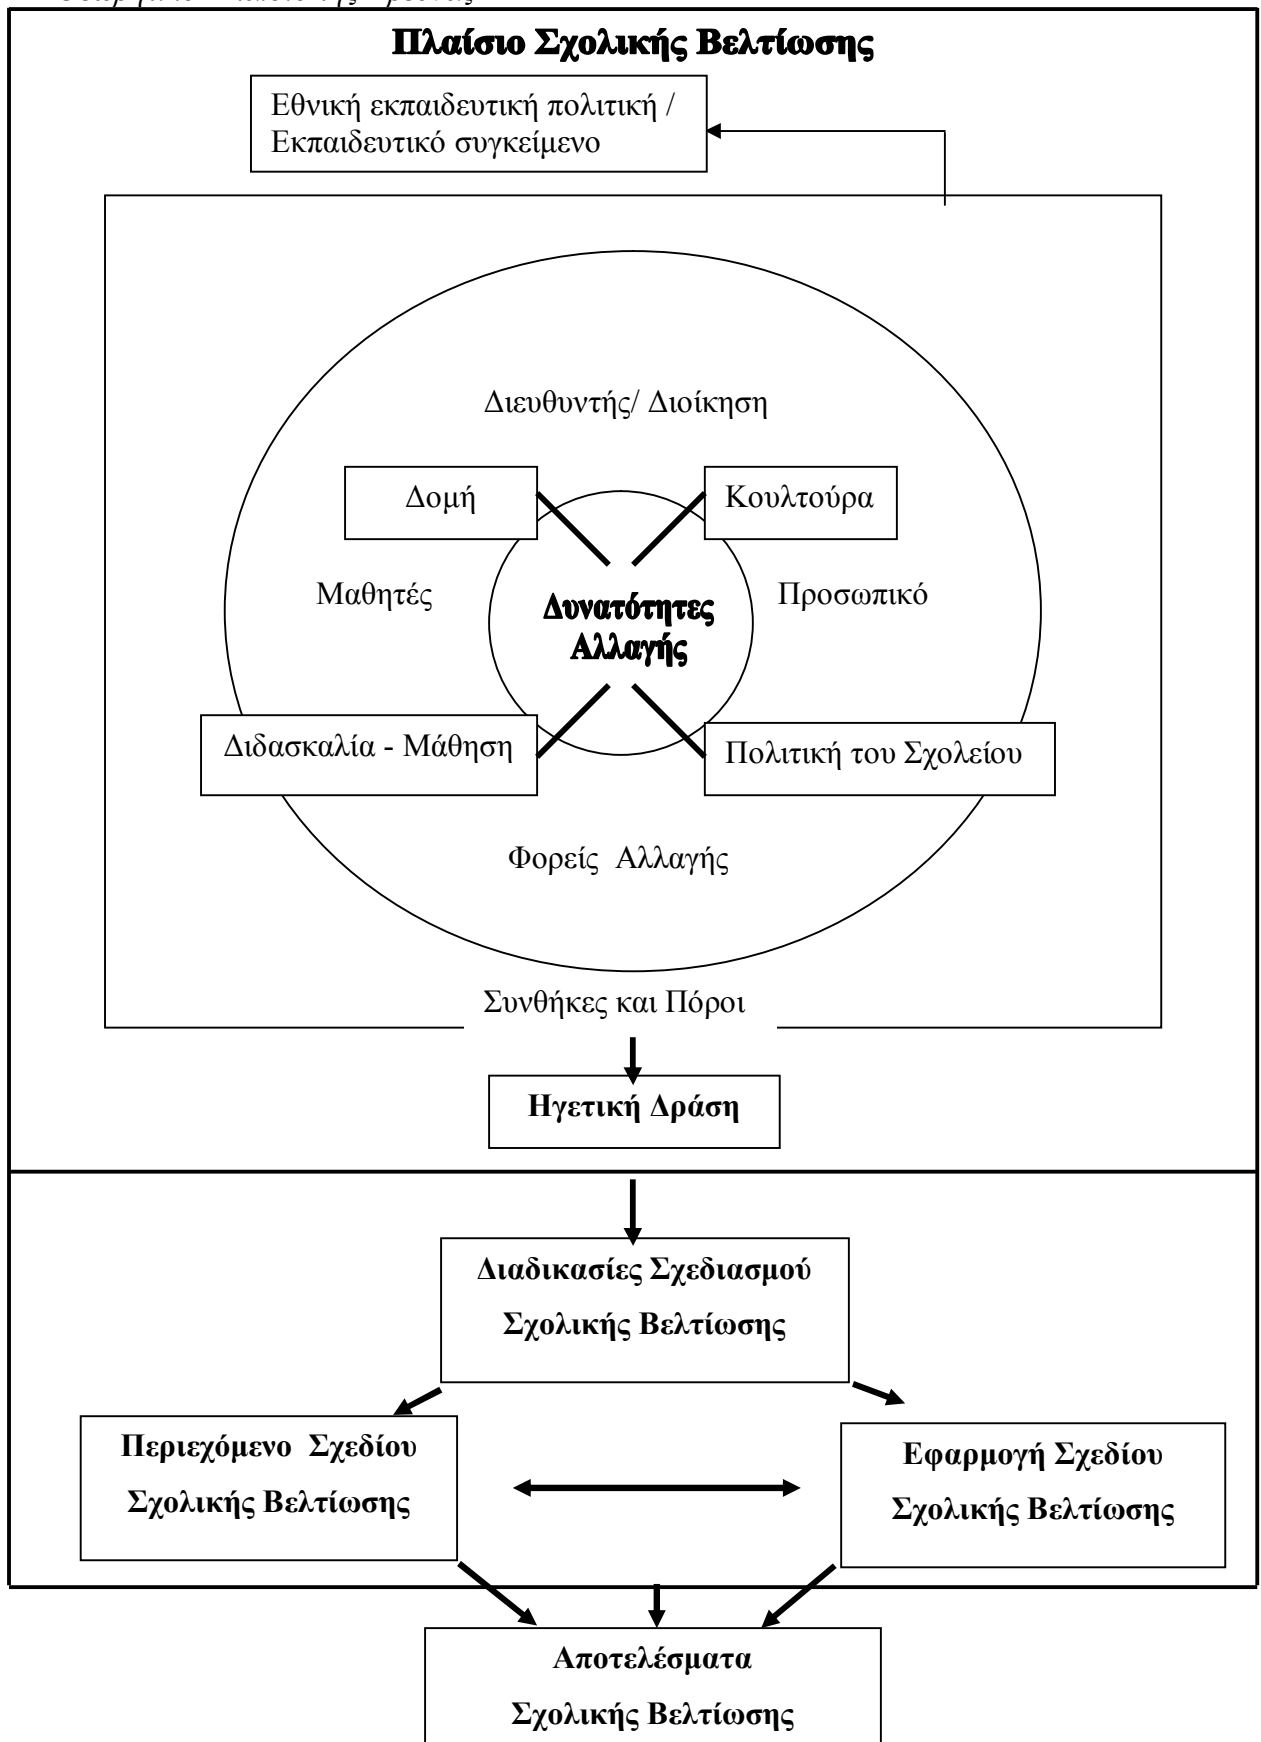 Πλαίσιο Σχολικής Βελτίωσης
Εθνική εκπαιδευτική πολιτική /
Εκπαιδευτικό συγκείμενο
Διευθυντής/ Διοίκηση
Δομή
Κουλτούρα
Μαθητές
Προσωπικό
Δυνατότητες
Αλλαγής
Διδασκαλία - Μάθηση
Πολιτική του Σχολείου
Φορείς Αλλαγής
Συνθήκες και Πόροι
Ηγετική Δράση
Διαδικασίες Σχεδιασμού
Σχολικής Βελτίωσης
Περιεχόμενο Σχεδίου
Σχολικής Βελτίωσης
Εφαρμογή Σχεδίου
Σχολικής Βελτίωσης
Αποτελέσματα
Σχολικής Βελτίωσης